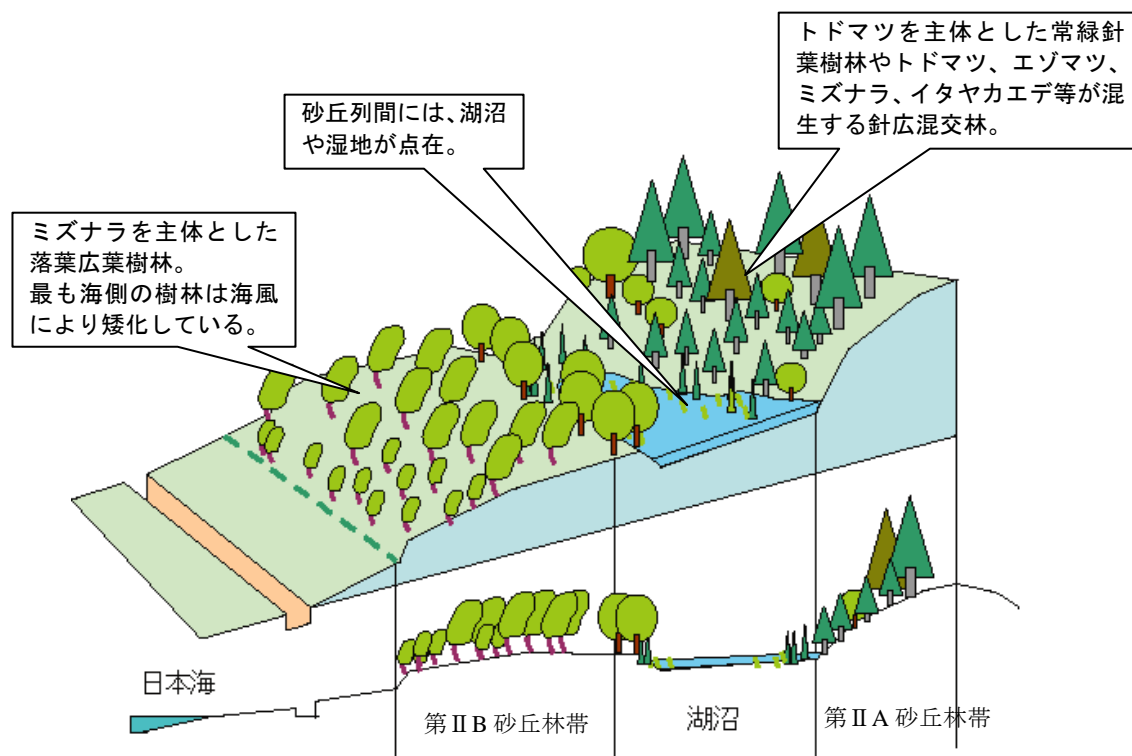 トドマツを主体とした常緑針
葉樹林やトドマツ、エゾマツ、
ミズナラ、イタヤカエデ等が混
生する針広混交林。
砂丘列間には、湖沼
や湿地が点在。
ミズナラを主体とした
落葉広葉樹林。
最も海側の樹林は海風
により矮化している。
日本海
第ⅡB砂丘林帯
湖沼
第ⅡA砂丘林帯